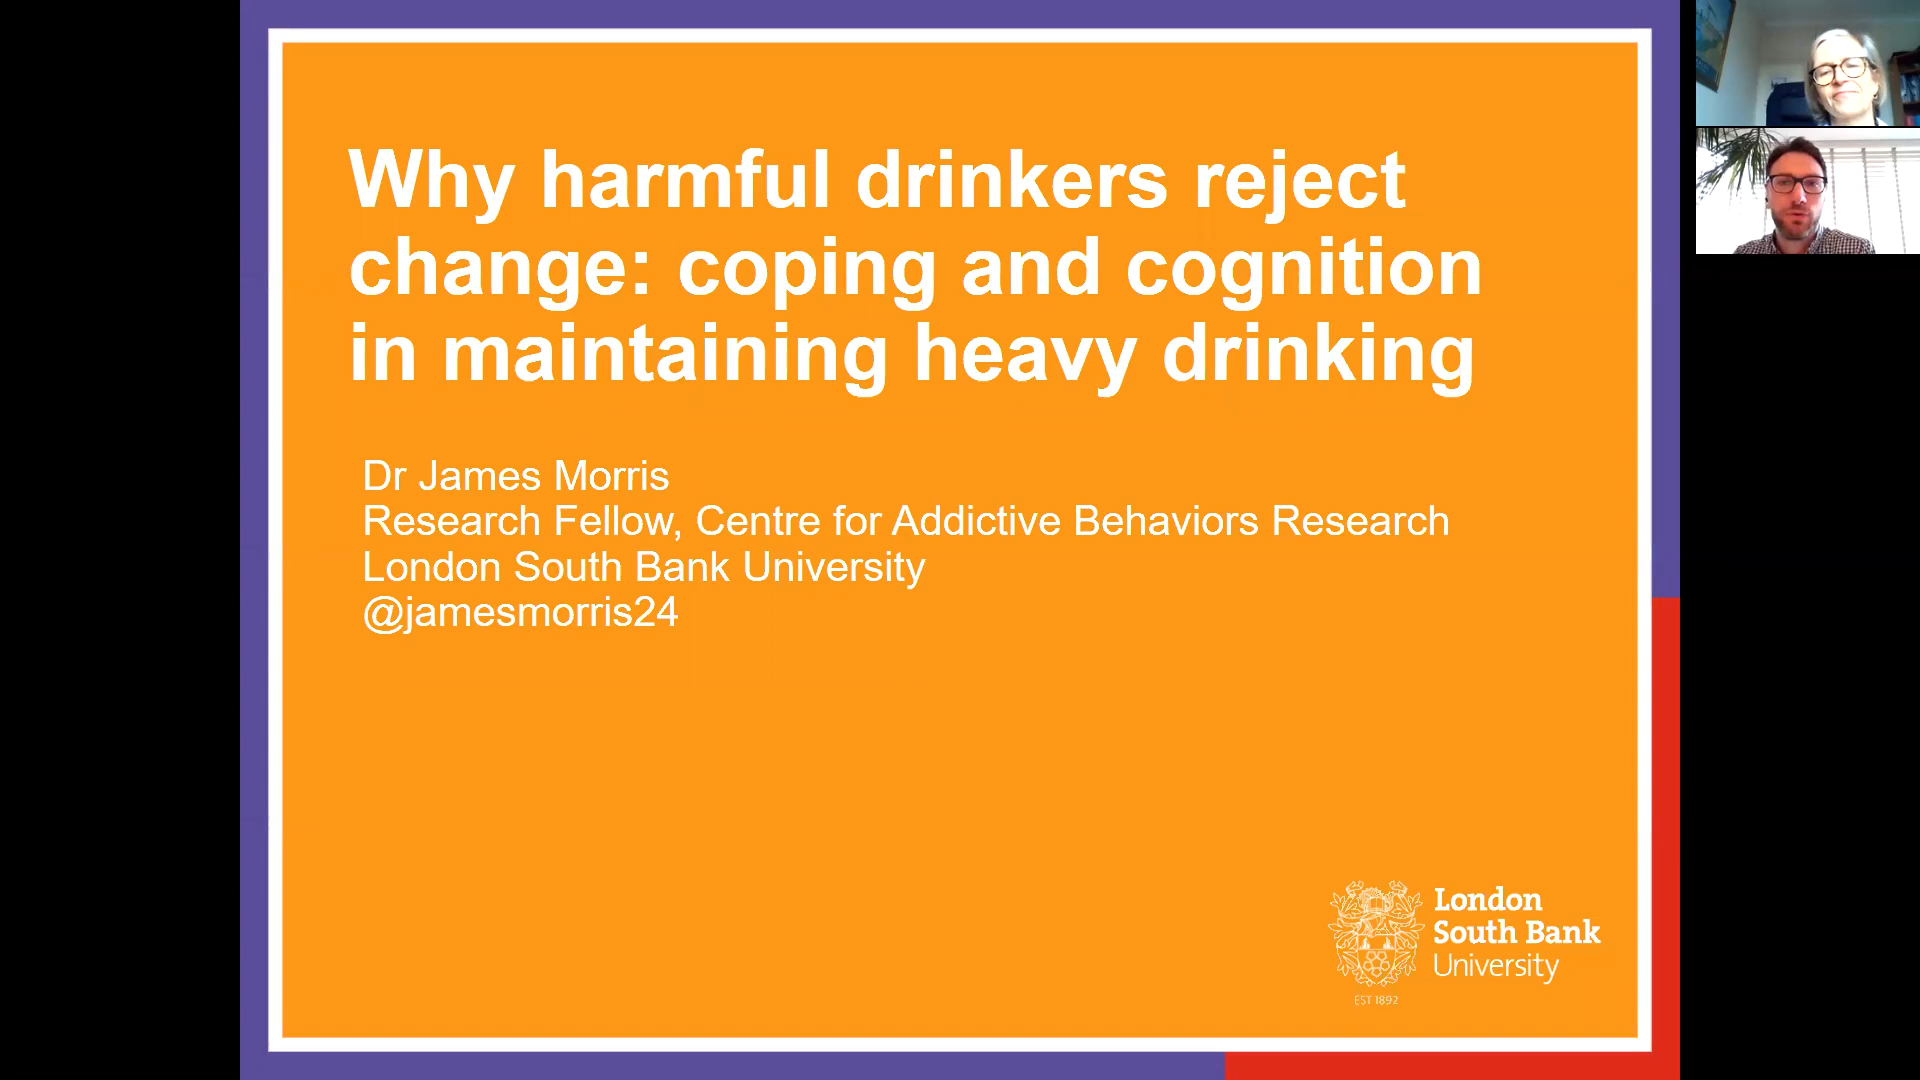 Why harmful drinkers reject
change: coping and cognition
in maintaining heavy drinking
Dr James Morris
Research Fellow, Centre for Addictive Behaviors Research
London South Bank University
@jamesmorris24
London
South Bank
University
EST 1892